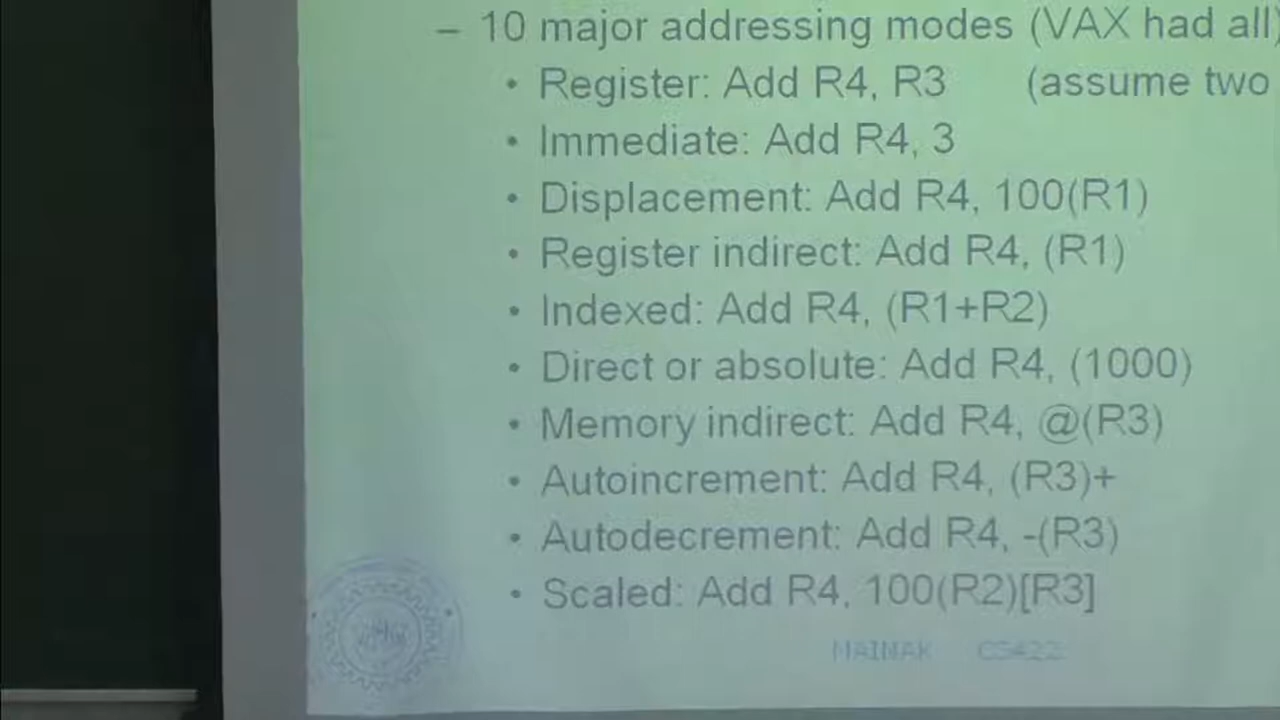 – 10 major addressing modes (VAX had all)
• Register: Add R4, R3 (assume two
• Immediate: Add R4, 3
• Displacement: Add R4, 100(R1)
• Register indirect: Add R4, (R1)
• Indexed: Add R4, (R1+R2)
• Direct or absolute: Add R4, (1000)
• Memory indirect: Add R4, @(R3)
• Autoincrement: Add R4, (R3)+
• Autodecrement: Add R4, -(R3)
• Scaled: Add R4, 100(R2)[R3]
MAINAK CS422